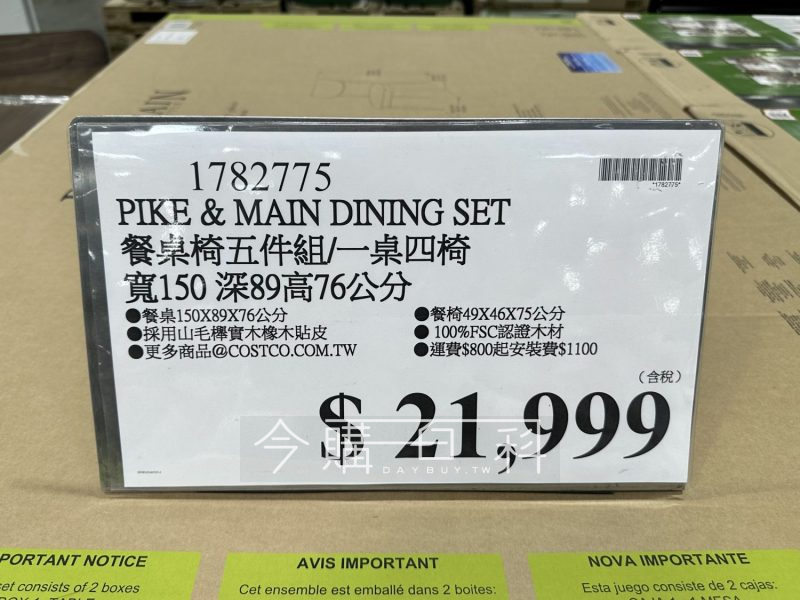 1782775
*1782775*
PIKE & MAIN DINING SET
餐桌椅五件組/一桌四椅
寬150 深89高76公分
●餐桌150X89X76公分
●餐椅49X46X75公分
●採用山毛櫸實木橡木貼皮
● 100%FSC認證木材
●更多商品@COSTCO.COM.TW
●運費$800起安裝費$1100
(含稅)
$ 21,999
今購百科
DAYBUY.TW
PORTANT NOTICE
AVIS IMPORTANT
NOVA IMPORTANTE
set consists of 2 boxes
Cet ensemble est emballé dans 2 boites:
Esta juego consiste de 2 cajas: